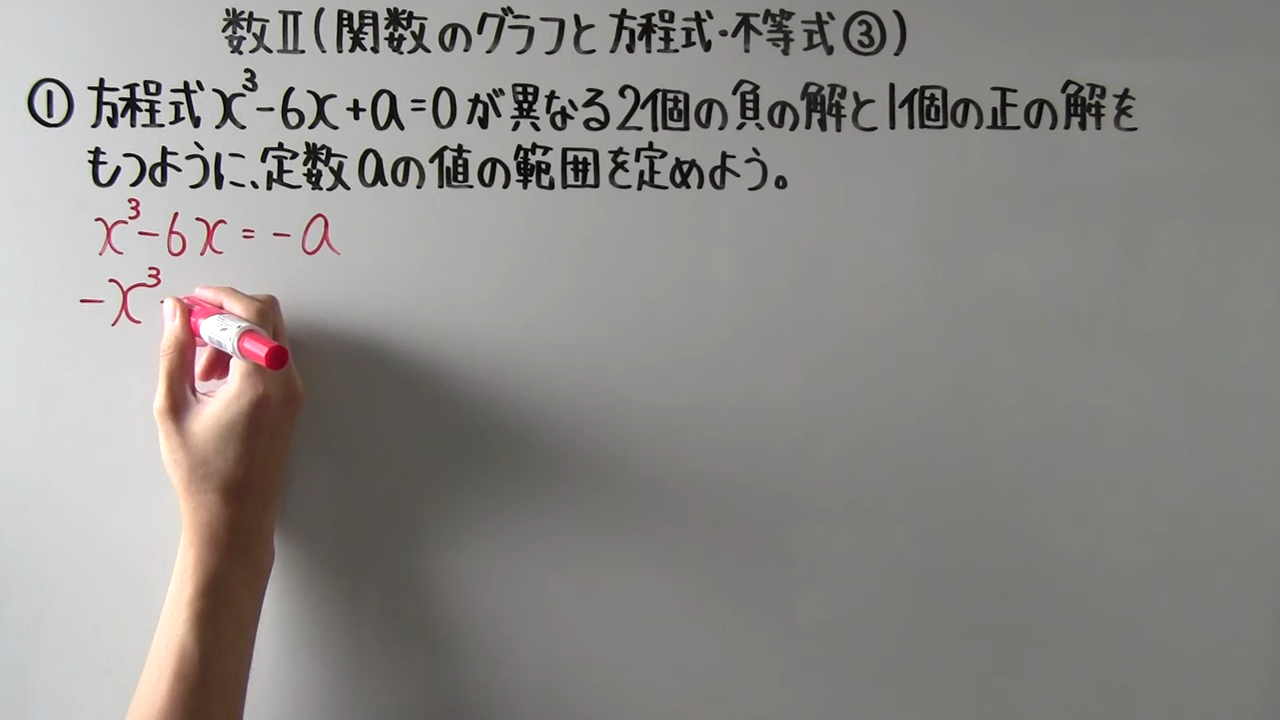 数Ⅱ(関数のグラフと方程式・不等式③)
① 方程式x³-6x+a=0が異なる2個の負の解と1個の正の解を
もつように、定数aの値の範囲を定めよう。
x³-6x=-a
-x³